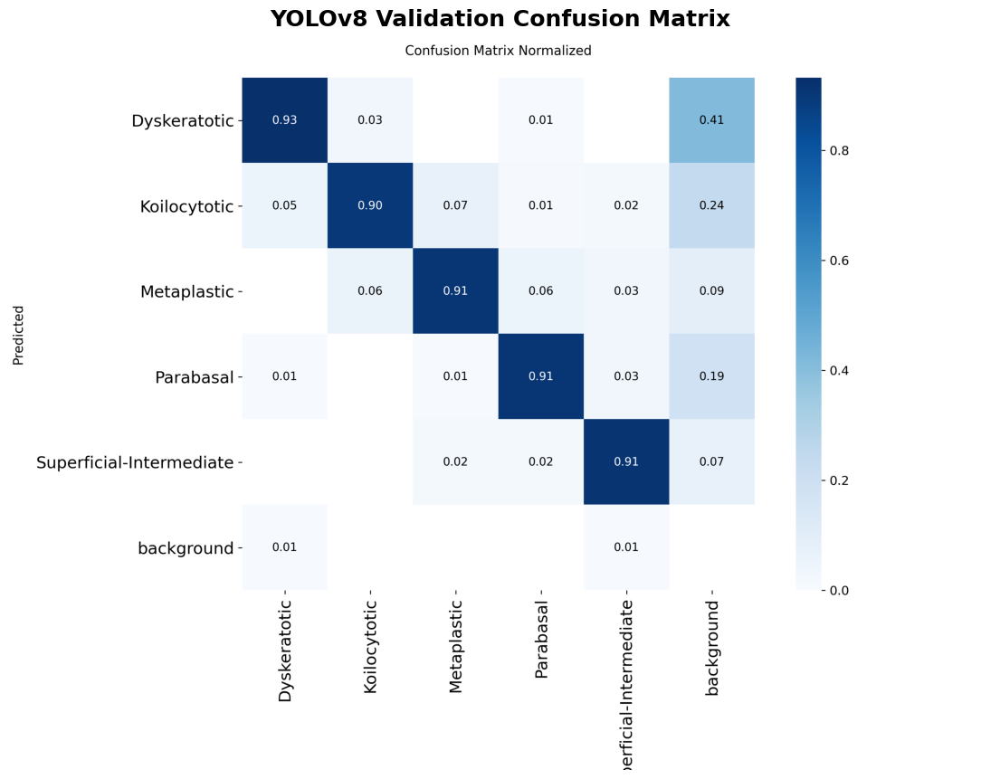 YOLOv8 Validation Confusion Matrix
Confusion Matrix Normalized
Predicted
Dyskeratotic 0.93 0.03 0.01 0.41
Koilocytotic 0.05 0.90 0.07 0.01 0.02 0.24
Metaplastic 0.06 0.91 0.06 0.03 0.09
Parabasal 0.01 0.01 0.91 0.03 0.19
Superficial-Intermediate 0.02 0.02 0.91 0.07
background 0.01 0.01
Dyskeratotic
Koilocytotic
Metaplastic
Parabasal
perficial-Intermediate
background
0.8
0.6
0.4
0.2
0.0